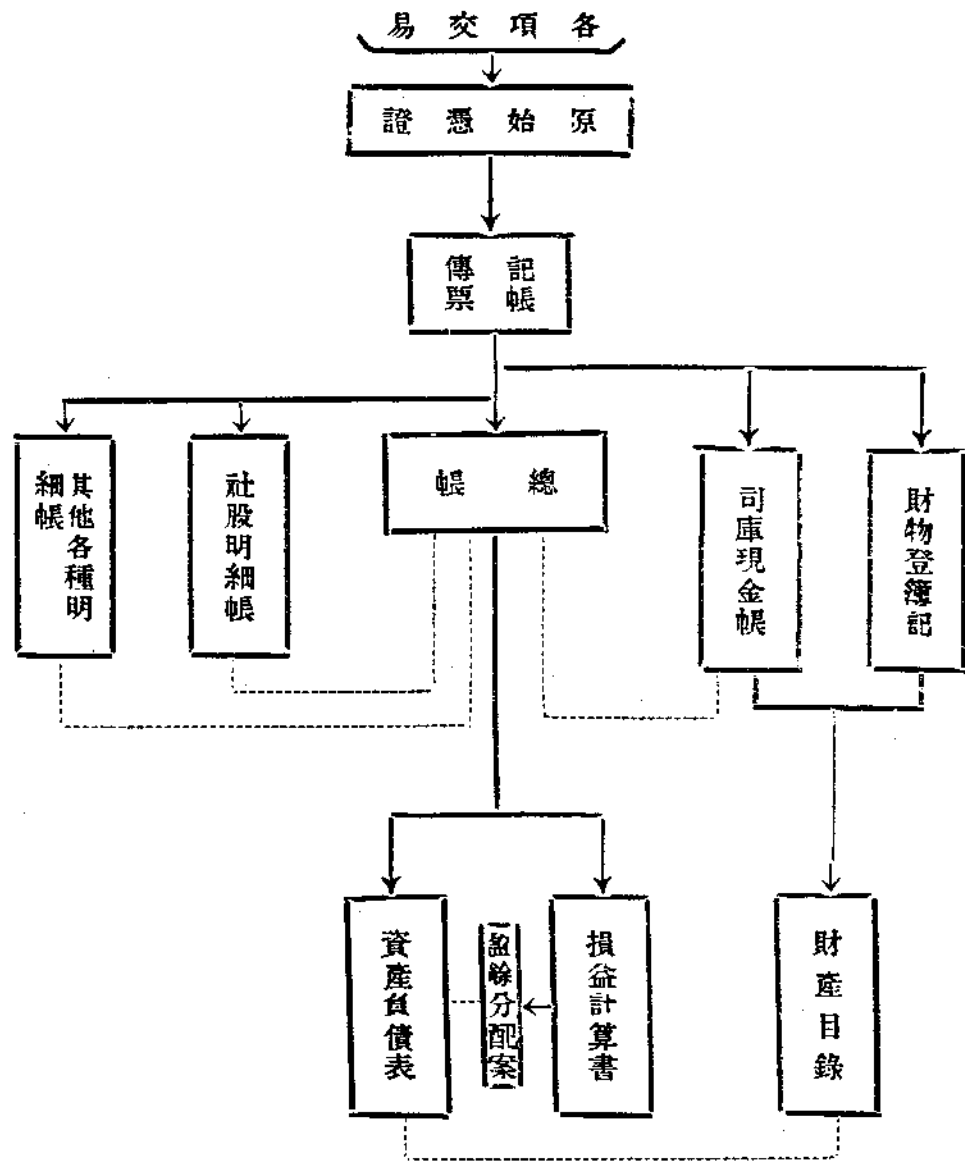 各項交易
原始憑證
記帳
傳票
財物登簿記
司庫現金帳
總帳
社股明細帳
其他各種明
細帳
財產目錄
損益計算書
盈餘分配案
資產負債表